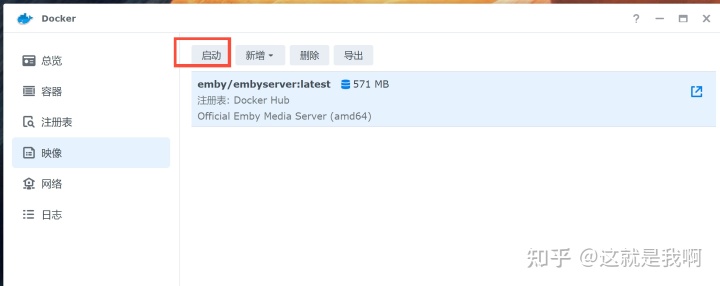 Docker
总览
容器
注册表
映像
网络
日志
启动 新增 删除 导出
emby/embyserver:latest 571 MB
注册表: Docker Hub
Official Emby Media Server (amd64)
知乎 @这就是我啊